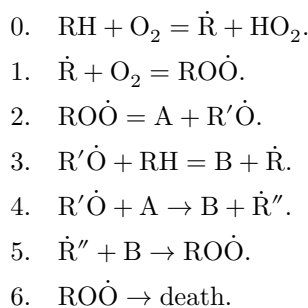 0. RH + O₂ = Ṙ + HO₂.
1. Ṙ + O₂ = ROȮ.
2. ROȮ = A + R′Ȯ.
3. R′Ȯ + RH = B + Ṙ.
4. R′Ȯ + A → B + Ṙ″.
5. Ṙ″ + B → ROȮ.
6. ROȮ → death.